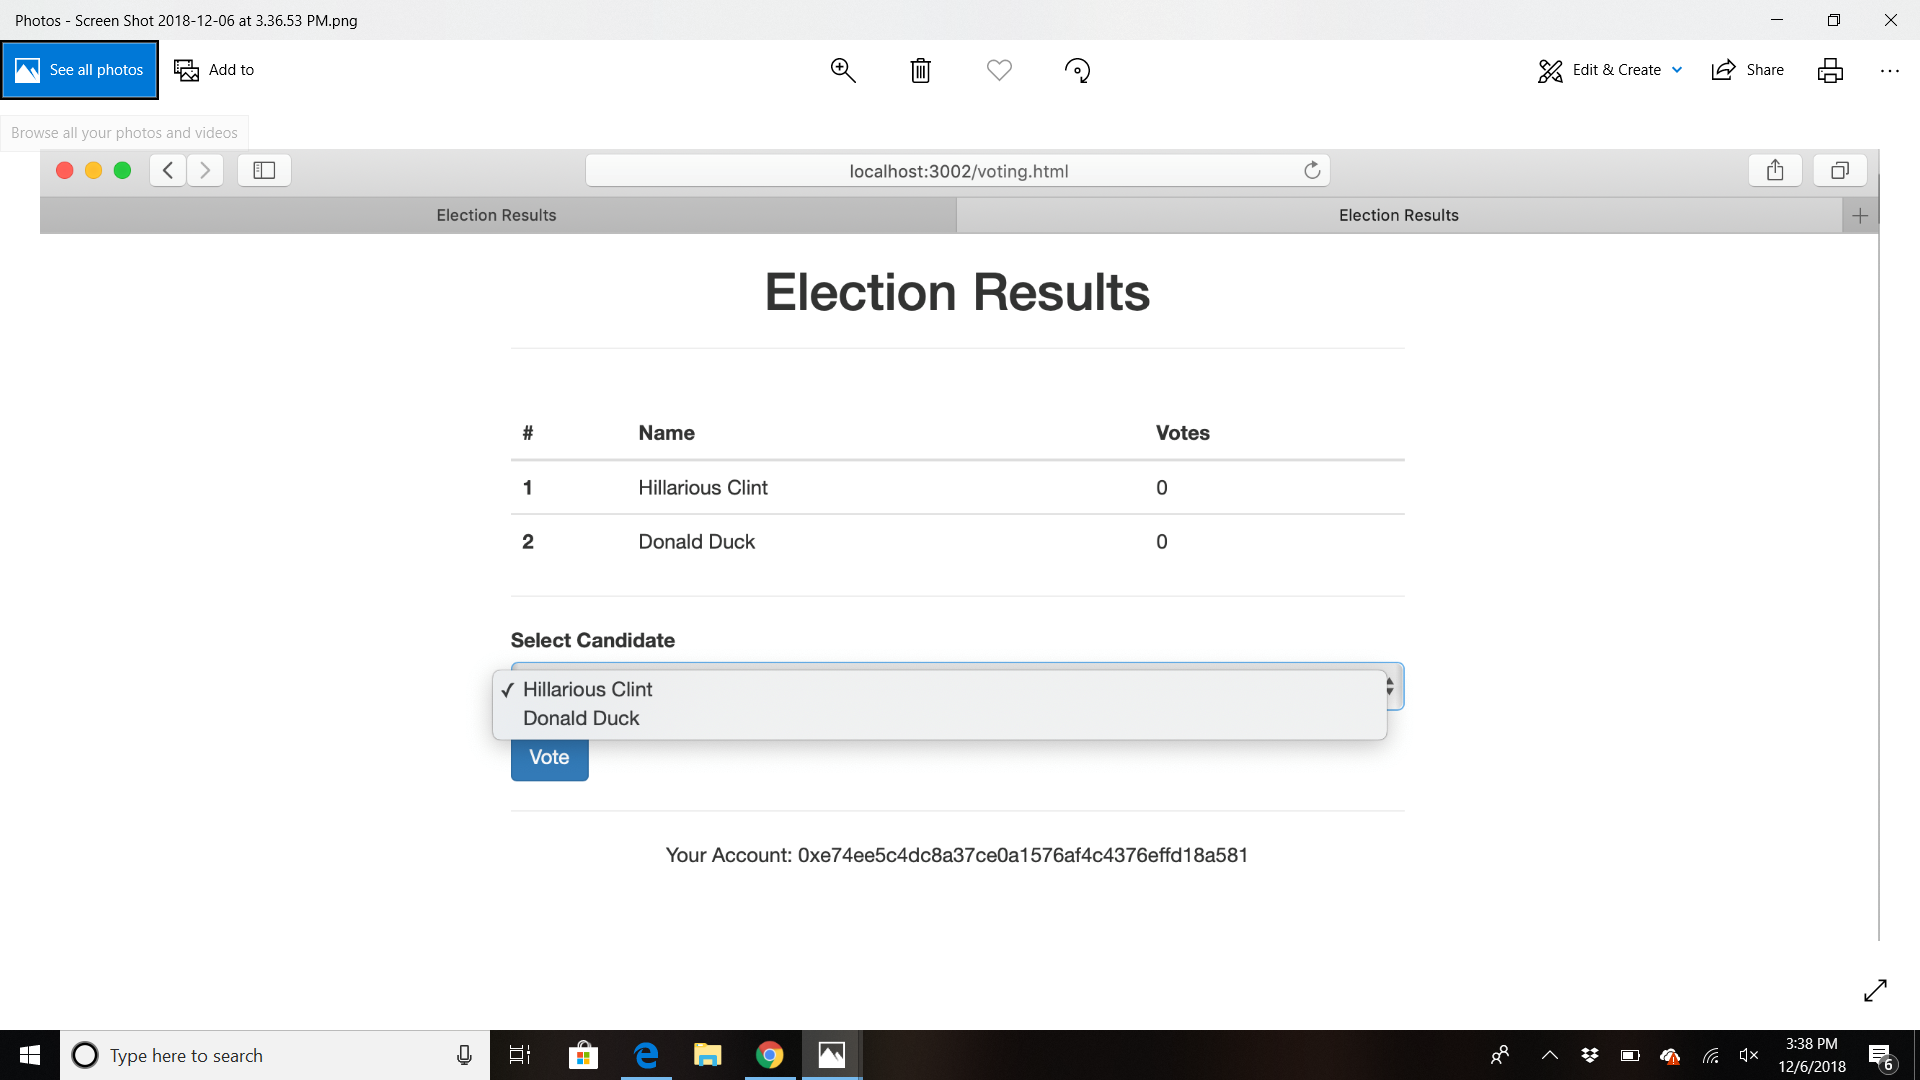 Photos - Screen Shot 2018-12-06 at 3.36.53 PM.png
See all photos
Add to
Edit & Create
Share
Browse all your photos and videos
localhost:3002/voting.html
Election Results
Election Results
Election Results
# Name Votes
1 Hillarious Clint 0
2 Donald Duck 0
Select Candidate
✓ Hillarious Clint
Donald Duck
Vote
Your Account: 0xe74ee5c4dc8a37ce0a1576af4c4376effd18a581
Type here to search
3:38 PM
12/6/2018
6